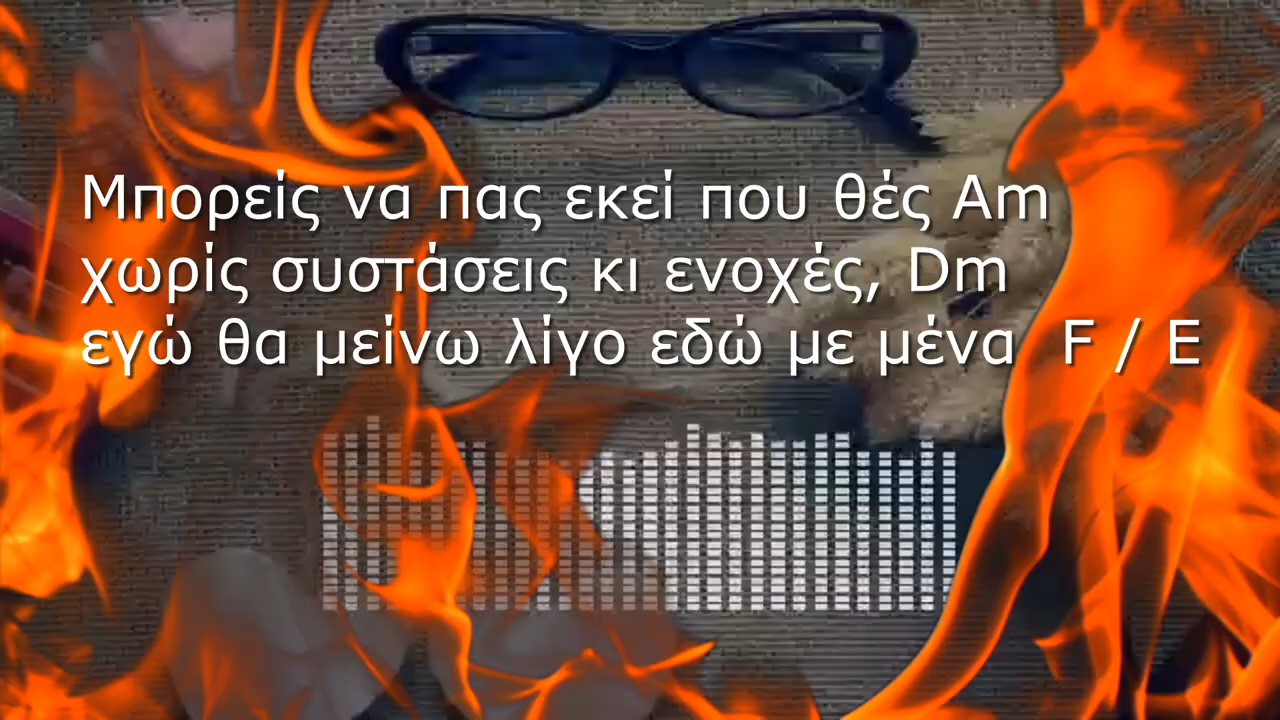 Μπορείς να πας εκεί που θές Am
χωρίς συστάσεις κι ενοχές, Dm
εγώ θα μείνω λίγο εδώ με μένα F / E